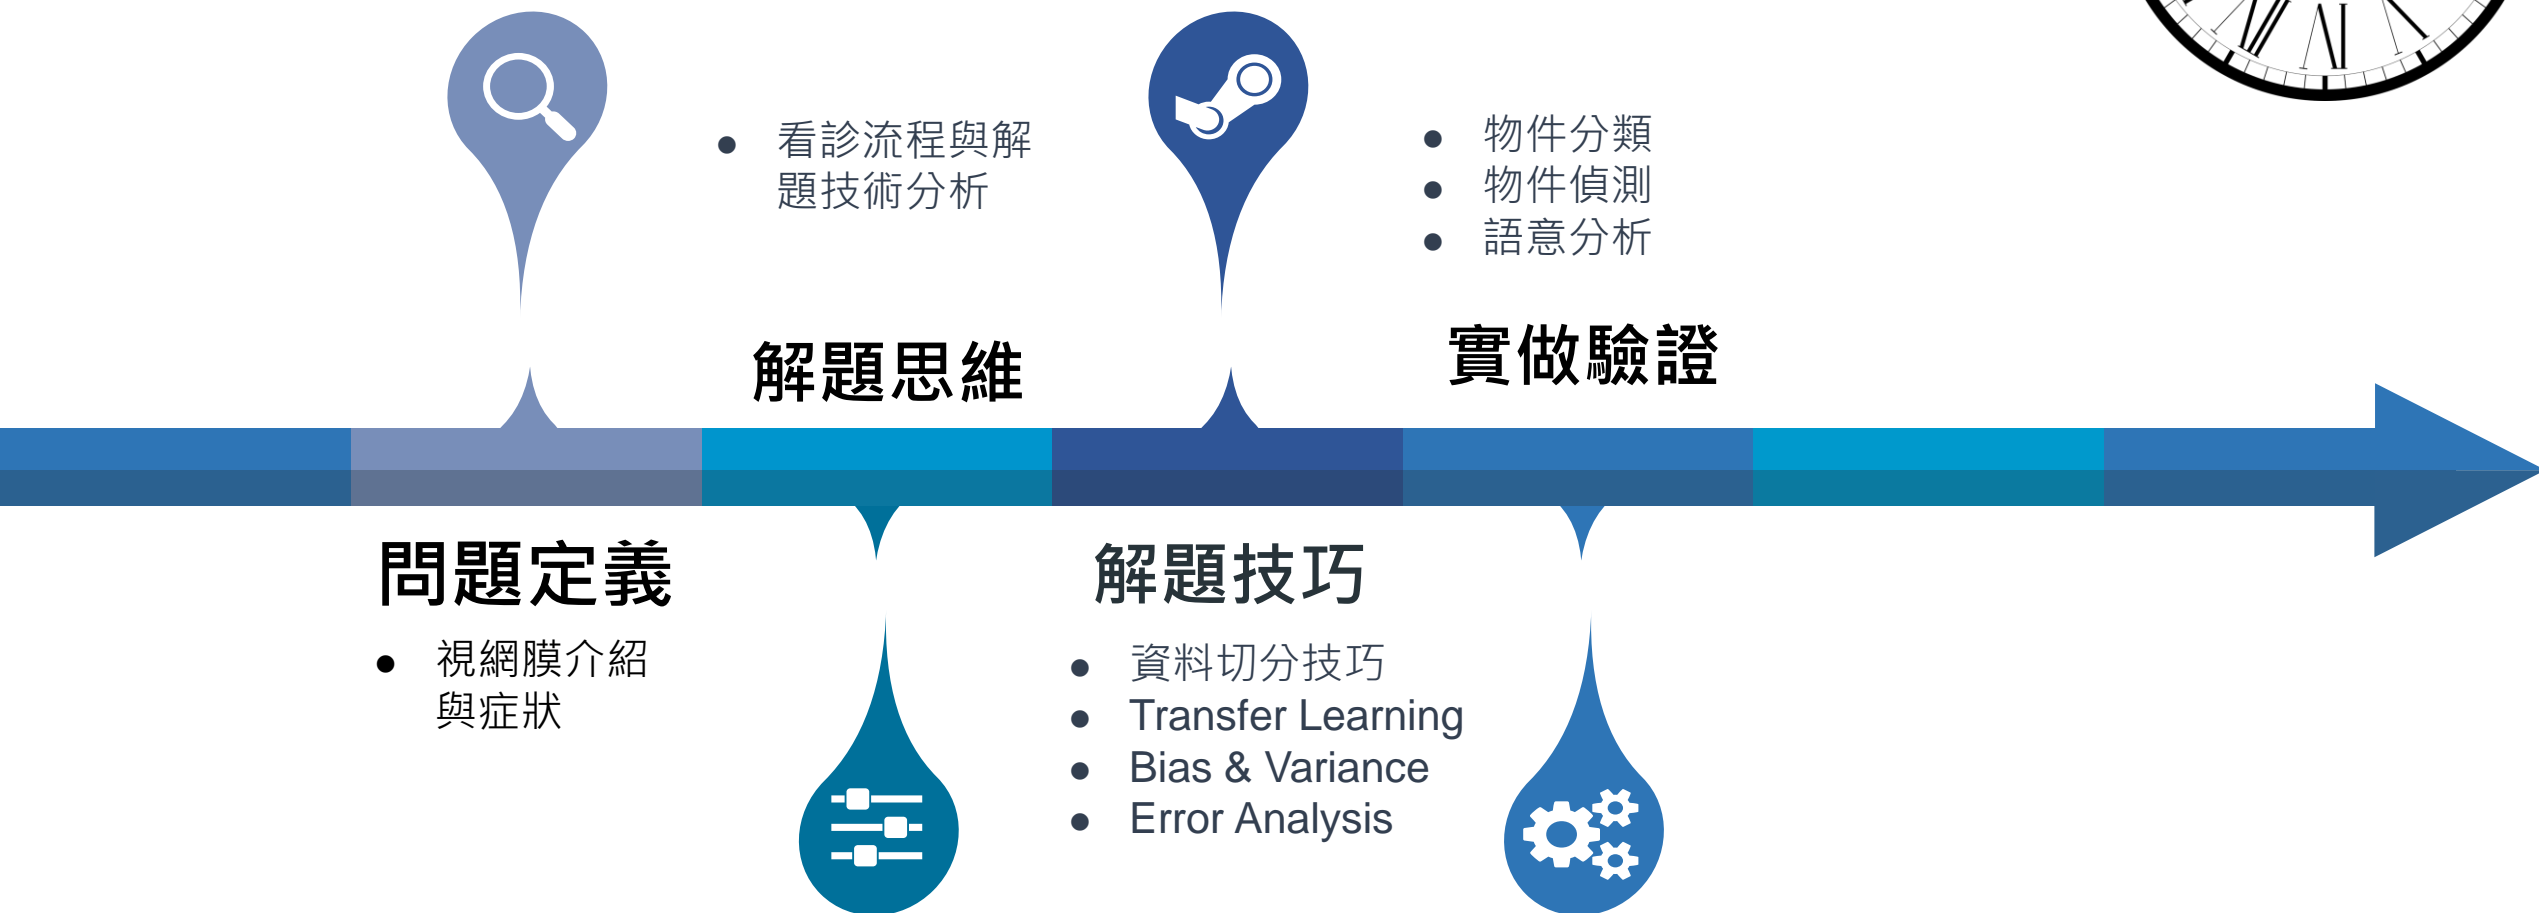 問題定義
視網膜介紹
與症狀
看診流程與解
題技術分析
解題思維
解題技巧
資料切分技巧
Transfer Learning
Bias & Variance
Error Analysis
物件分類
物件偵測
語意分析
實做驗證